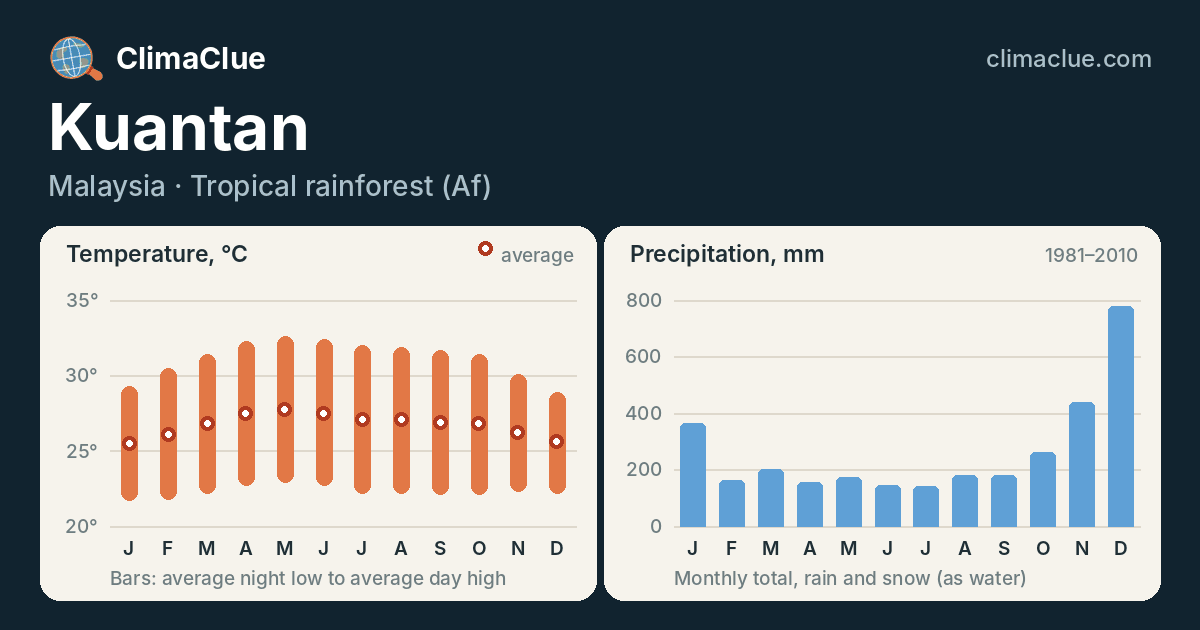 ClimaClue
climaclue.com
Kuantan
Malaysia · Tropical rainforest (Af)
Temperature, °C
average
35°
30°
25°
20°
J F M A M J J A S O N D
Bars: average night low to average day high
Precipitation, mm
1981–2010
800
600
400
200
0
J F M A M J J A S O N D
Monthly total, rain and snow (as water)